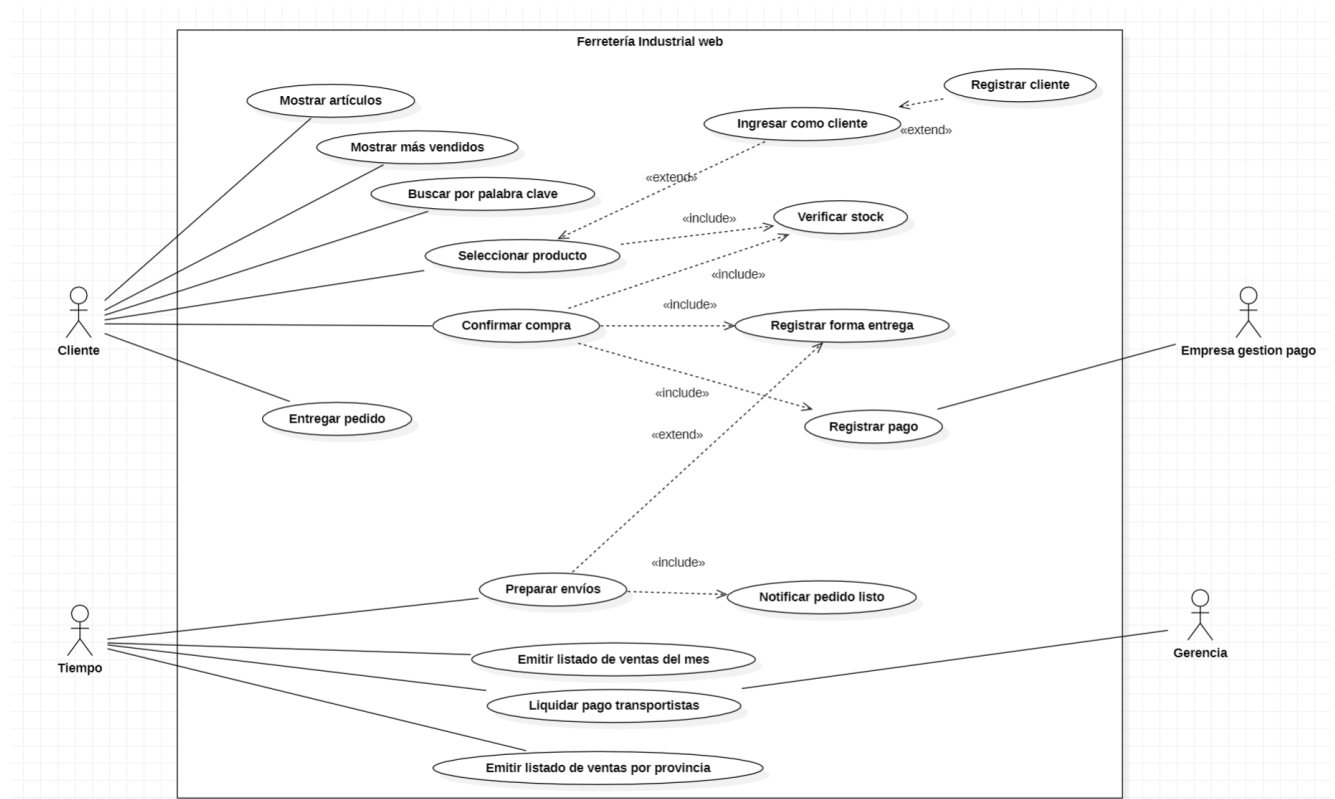 Ferretería Industrial web
Registrar cliente
Mostrar artículos
Ingresar como cliente
«extend»
Mostrar más vendidos
«extend»
Buscar por palabra clave
«include»
Verificar stock
Seleccionar producto
«include»
«include»
Confirmar compra
Registrar forma entrega
Cliente
Empresa gestion pago
«include»
Entregar pedido
Registrar pago
«extend»
«include»
Preparar envíos
Notificar pedido listo
Gerencia
Tiempo
Emitir listado de ventas del mes
Liquidar pago transportistas
Emitir listado de ventas por provincia